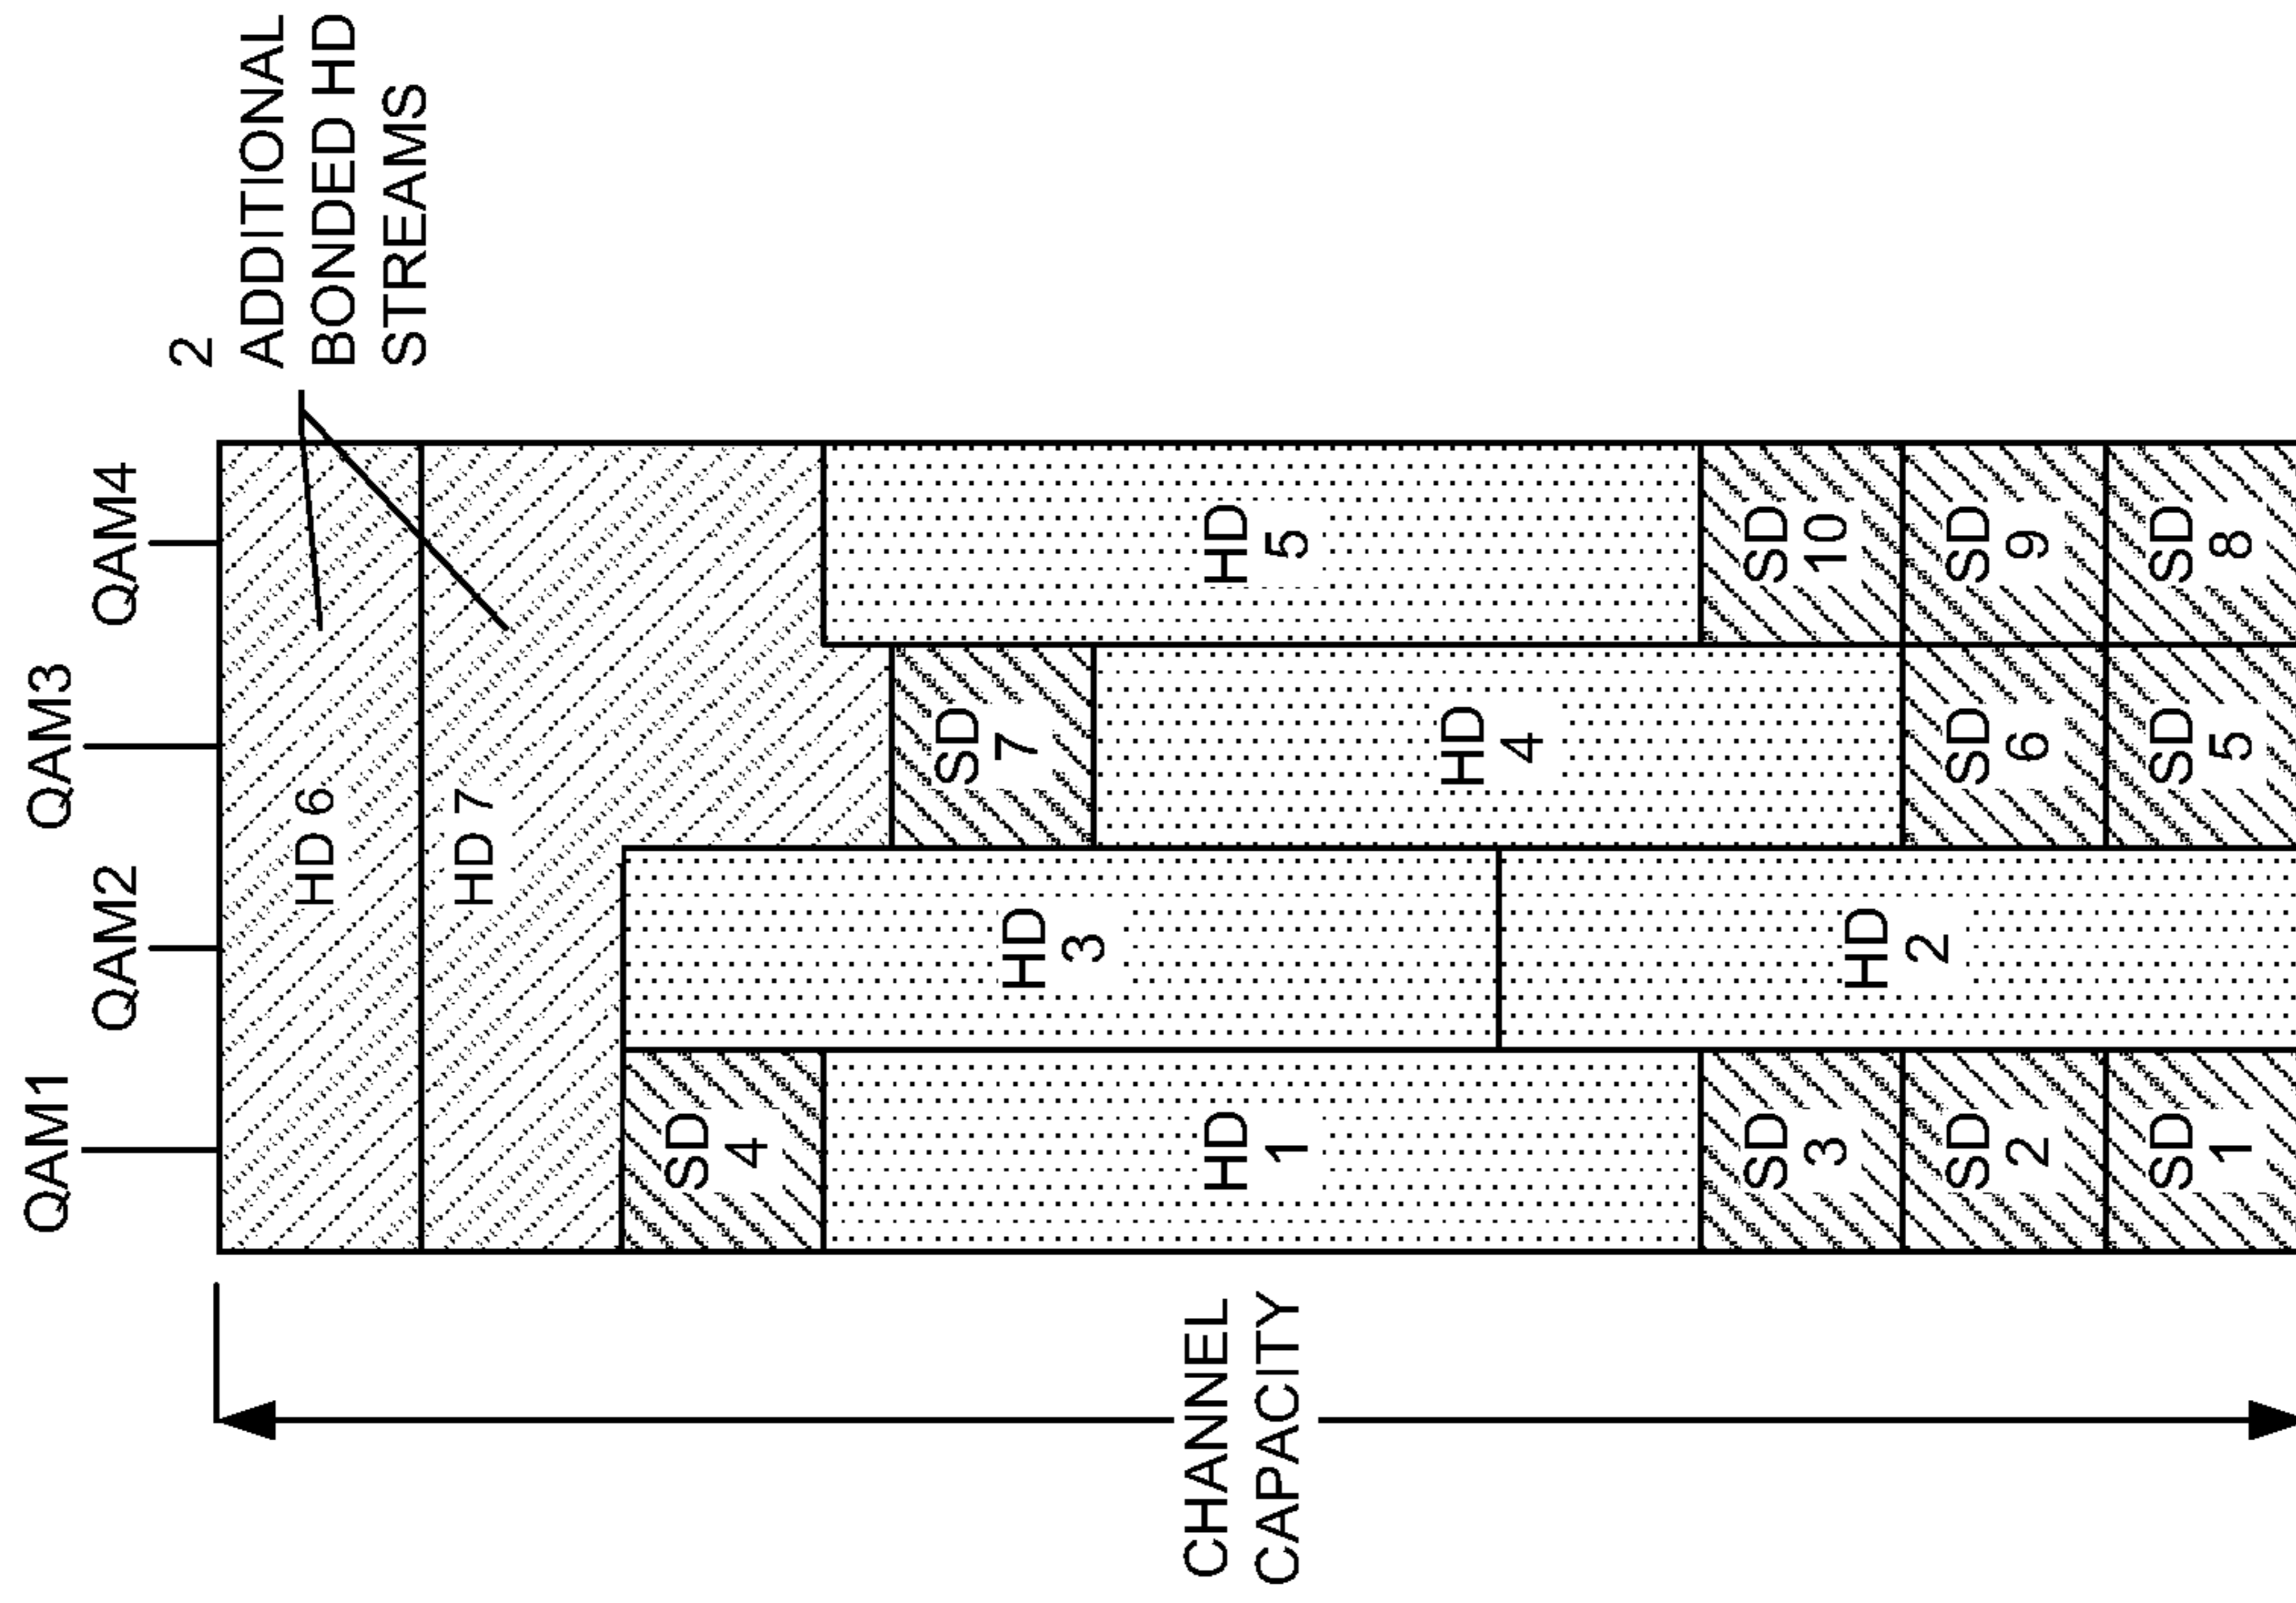 QAM1
QAM2
QAM3
QAM4
2
ADDITIONAL
BONDED HD
STREAMS
HD 6
HD 7
SD
4
HD
1
SD
3
SD
2
SD
1
HD
3
HD
2
SD
7
HD
4
SD
6
SD
5
HD
5
SD
10
SD
9
SD
8
CHANNEL
CAPACITY